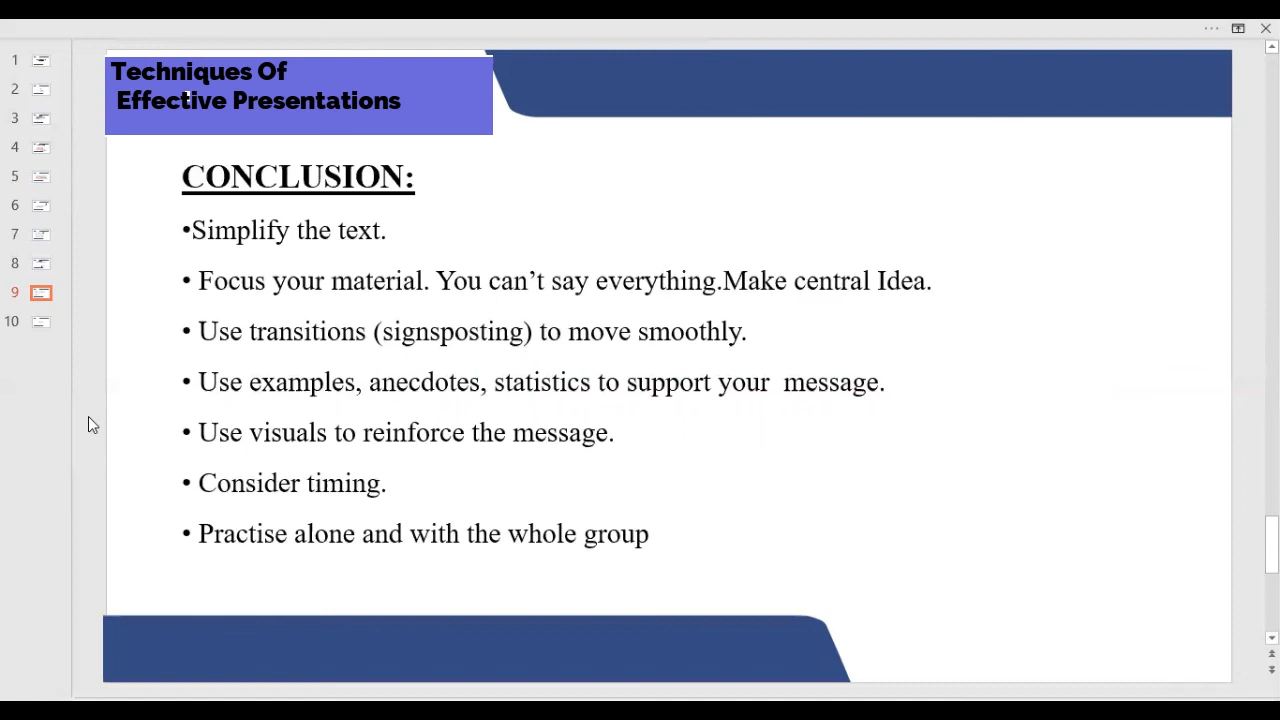 Techniques Of
Effective Presentations
CONCLUSION:
•Simplify the text.
• Focus your material. You can’t say everything.Make central Idea.
• Use transitions (signsposting) to move smoothly.
• Use examples, anecdotes, statistics to support your  message.
• Use visuals to reinforce the message.
• Consider timing.
• Practise alone and with the whole group
1
2
3
4
5
6
7
8
9
10